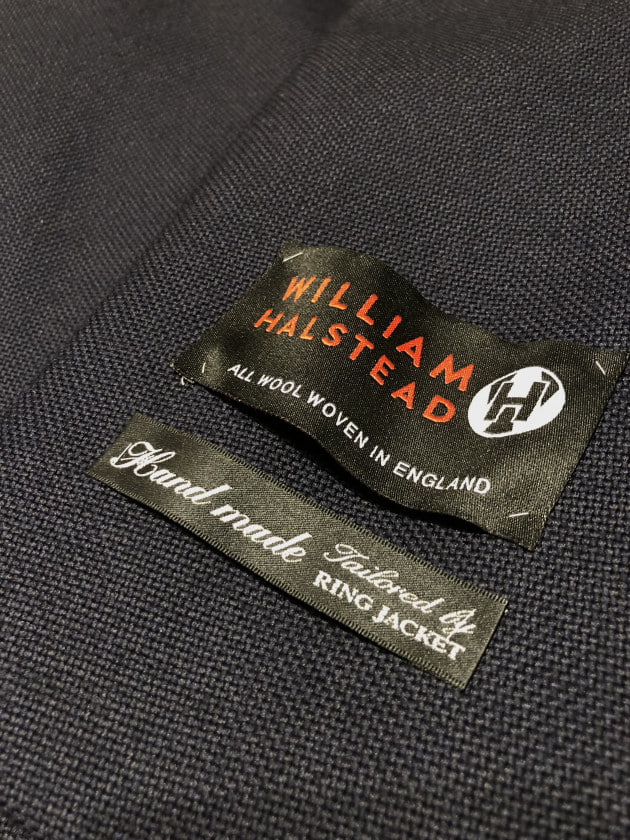 WILLIAM
HALSTEAD
H
ALL WOOL WOVEN IN ENGLAND
Hand made
Tailored by
RING JACKET